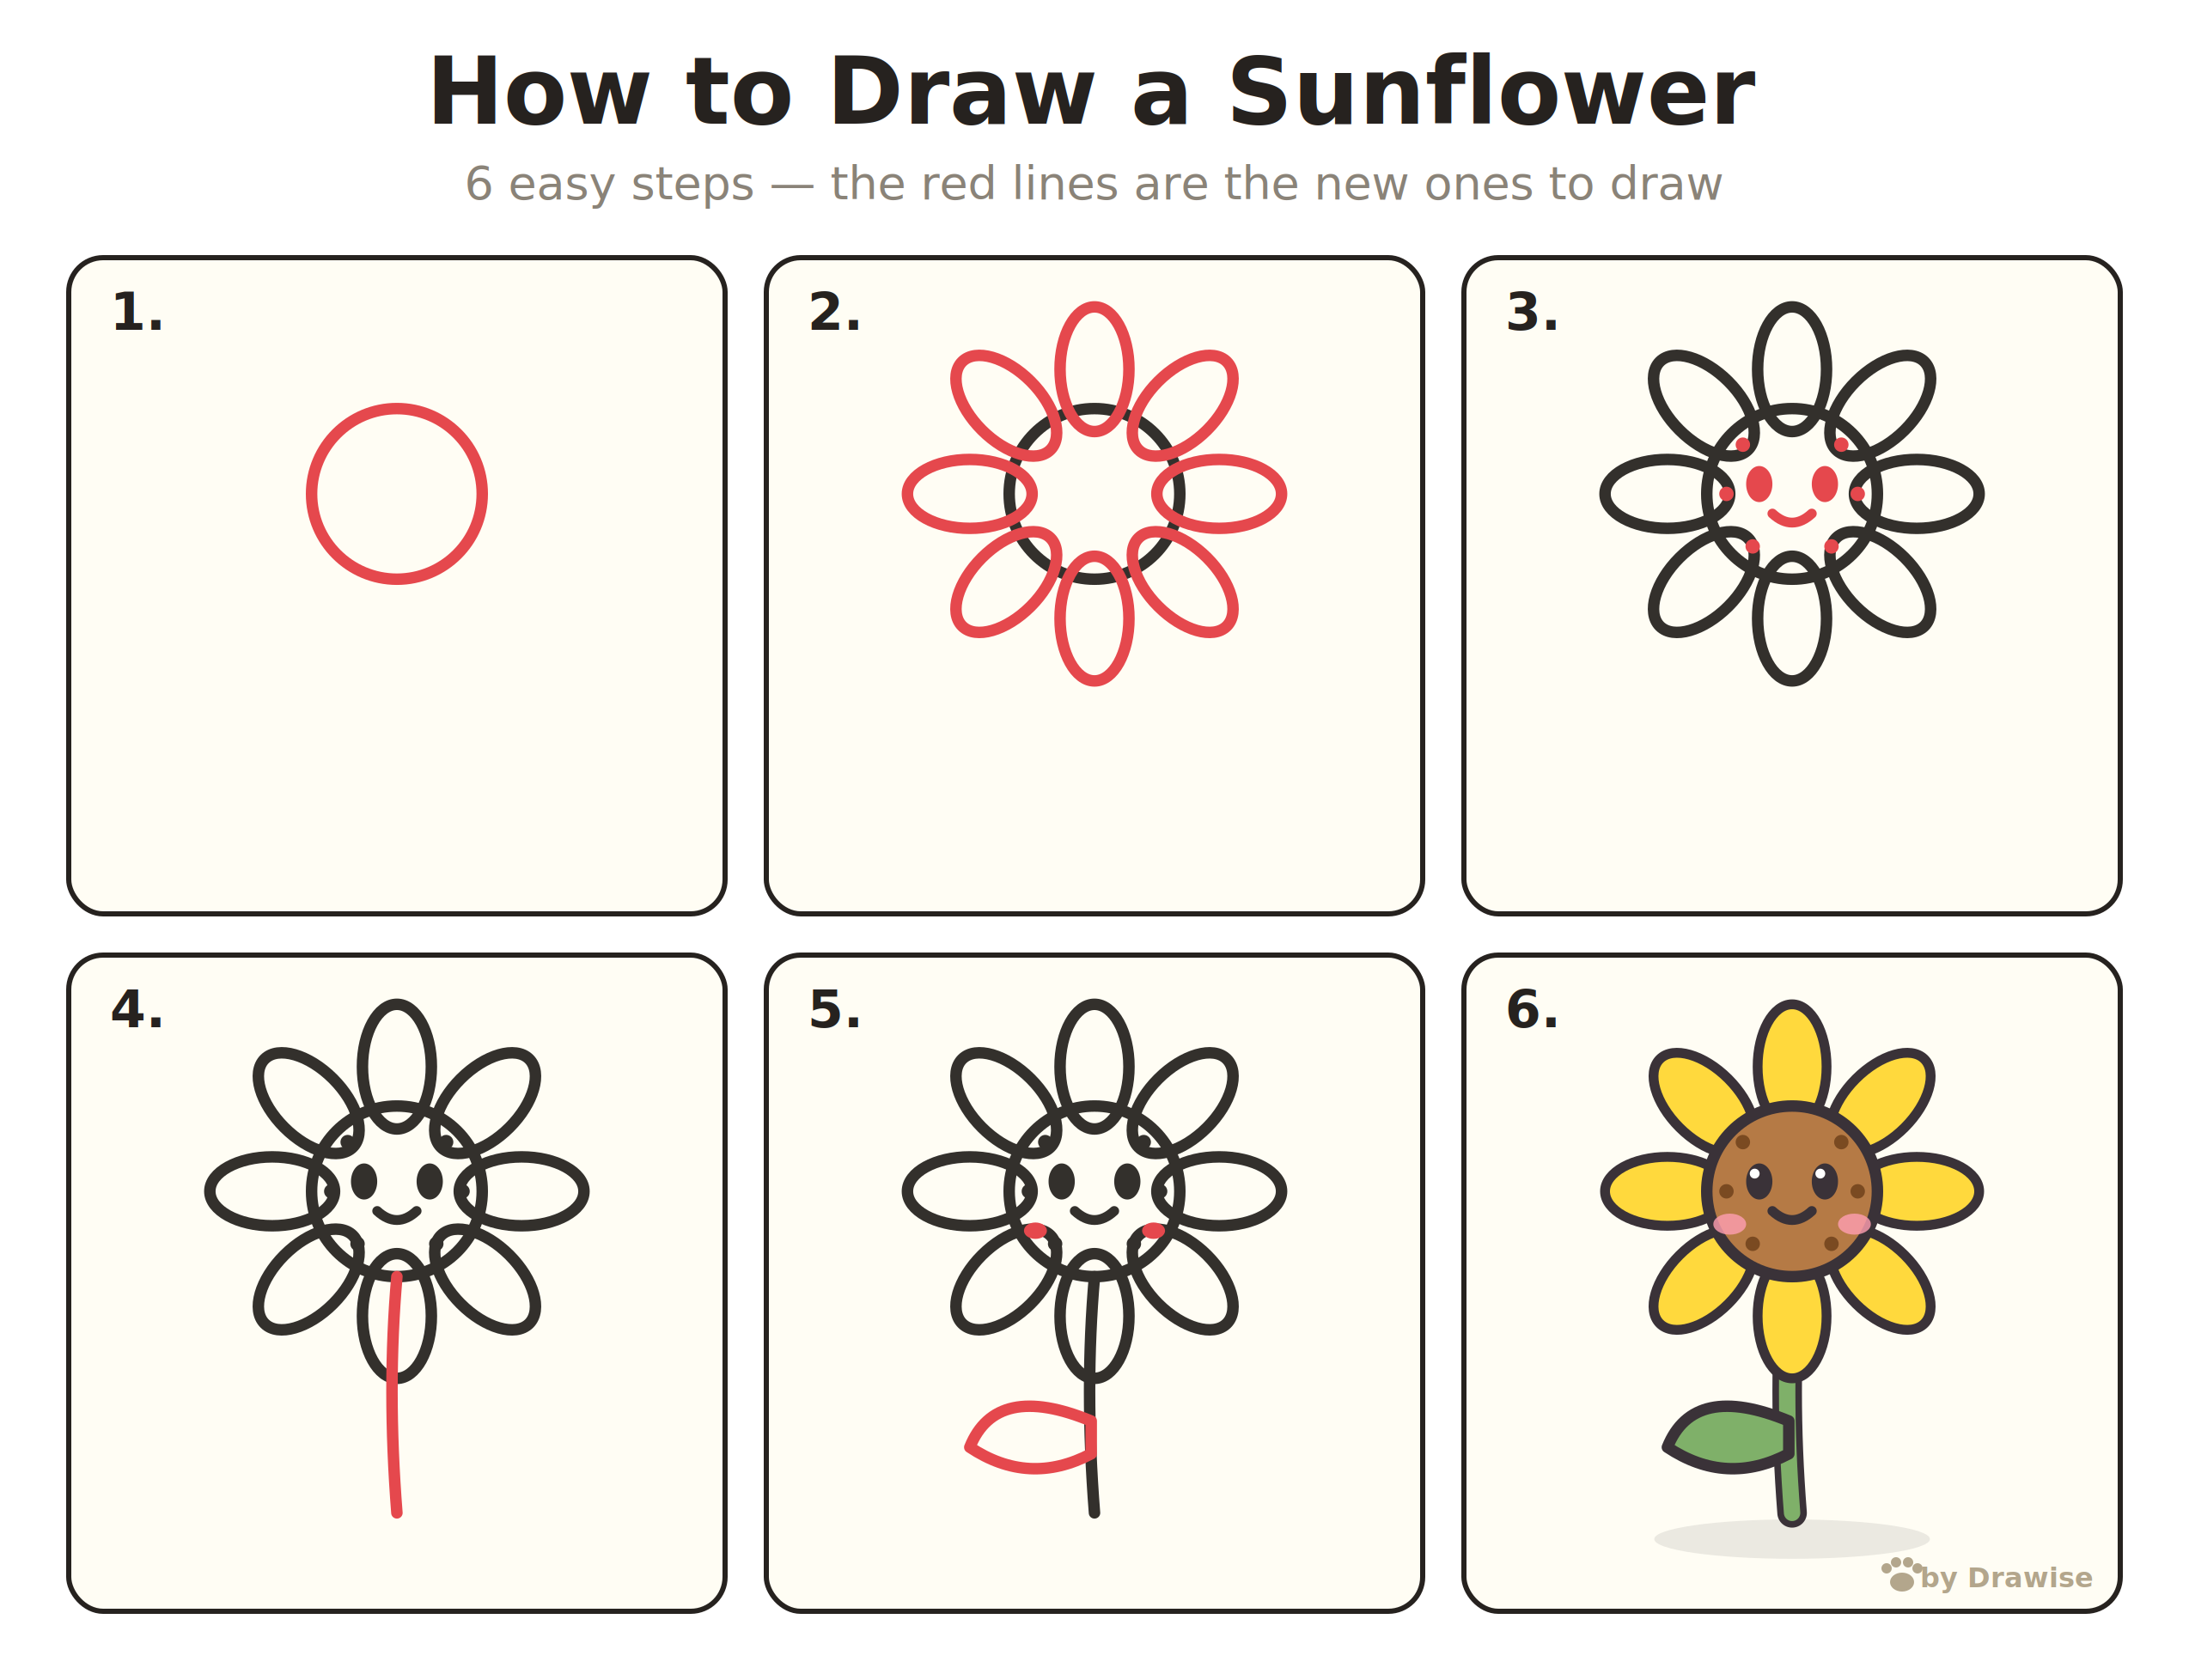 How to Draw a Sunflower
6 easy steps — the red lines are the new ones to draw
1.
2.
3.
4.
5.
6.
by Drawise